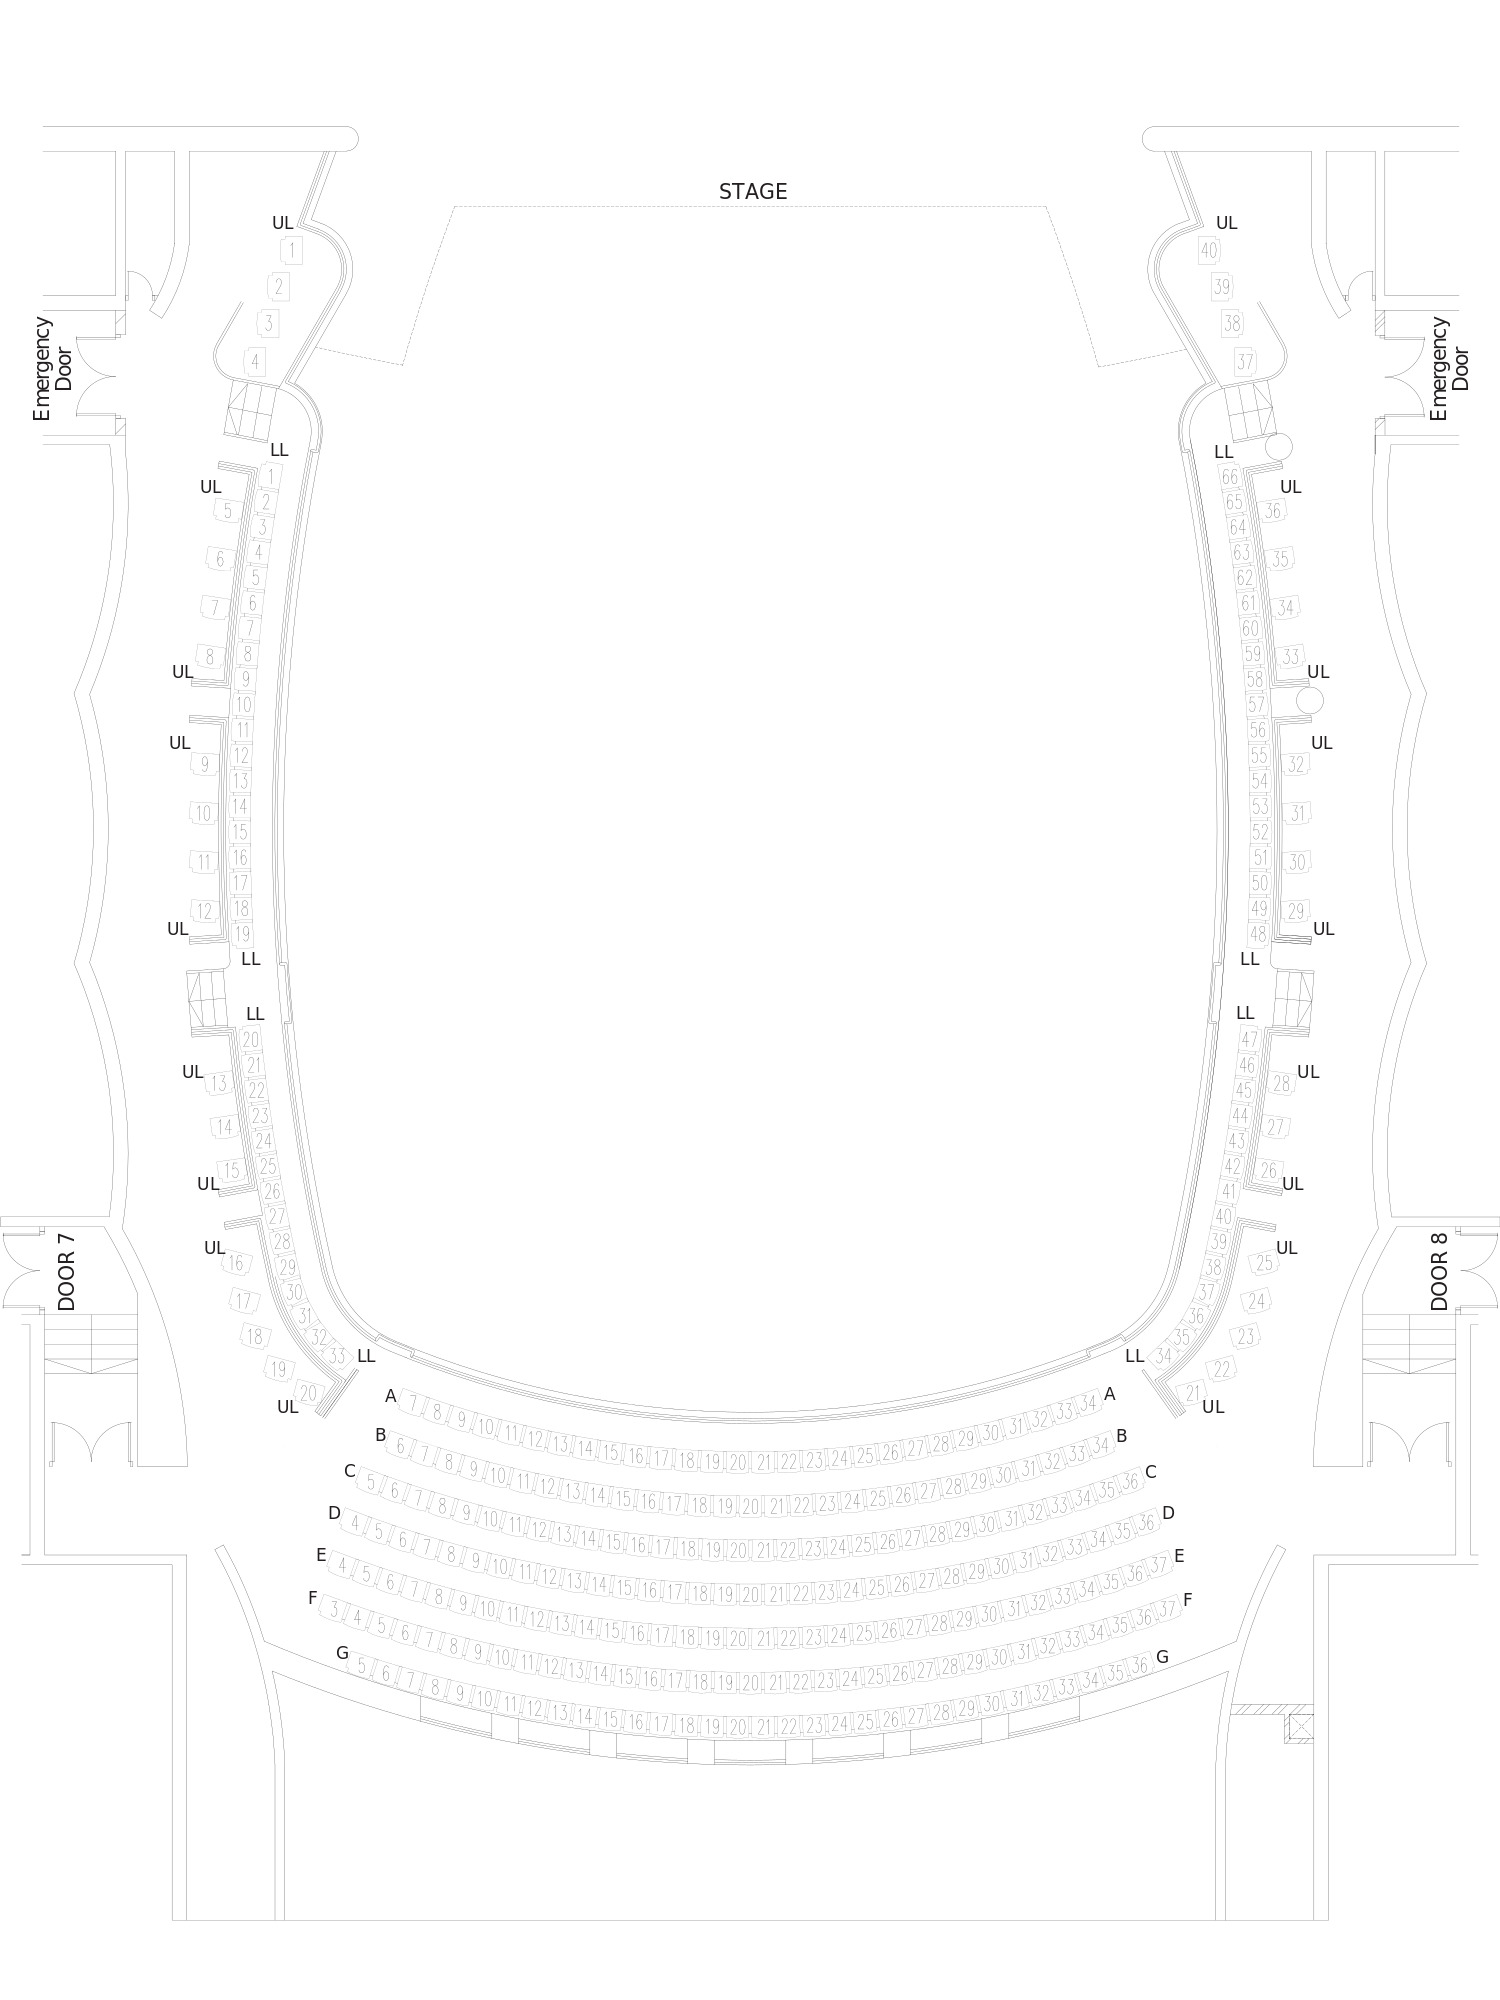 STAGE
UL UL
1 40
2 39
3 38
4 37
Emergency
Door
Emergency
Door
LL LL
1 66
UL UL
2 65
5 36
3 64
4 63
6 35
5 62
6 61
7 34
7 60
8 59
8 33
UL UL
9 58
10 57
11 56
UL UL
12 55
9 32
13 54
14 53
10 31
15 52
16 51
11 30
17 50
18 49
12 29
UL UL
19 48
LL LL
LL LL
20 47
21 46
UL UL
13 28
22 45
23 44
14 27
24 43
25 42
15 26
UL UL
26 41
27 40
28 39
UL UL
16 25
29 38
30 37
17 24
31 36
18 23
32 35
33 34
LL LL
19 22
20 21
UL UL
DOOR 7
DOOR 8
A 7 8 9 10 11 12 13 14 15 16 17 18 19 20 21 22 23 24 25 26 27 28 29 30 31 32 33 34 A
B 6 7 8 9 10 11 12 13 14 15 16 17 18 19 20 21 22 23 24 25 26 27 28 29 30 31 32 33 34 B
C 5 6 7 8 9 10 11 12 13 14 15 16 17 18 19 20 21 22 23 24 25 26 27 28 29 30 31 32 33 34 35 36 C
D 4 5 6 7 8 9 10 11 12 13 14 15 16 17 18 19 20 21 22 23 24 25 26 27 28 29 30 31 32 33 34 35 36 D
E 4 5 6 7 8 9 10 11 12 13 14 15 16 17 18 19 20 21 22 23 24 25 26 27 28 29 30 31 32 33 34 35 36 37 E
F 3 4 5 6 7 8 9 10 11 12 13 14 15 16 17 18 19 20 21 22 23 24 25 26 27 28 29 30 31 32 33 34 35 36 37 F
G 5 6 7 8 9 10 11 12 13 14 15 16 17 18 19 20 21 22 23 24 25 26 27 28 29 30 31 32 33 34 35 36 G